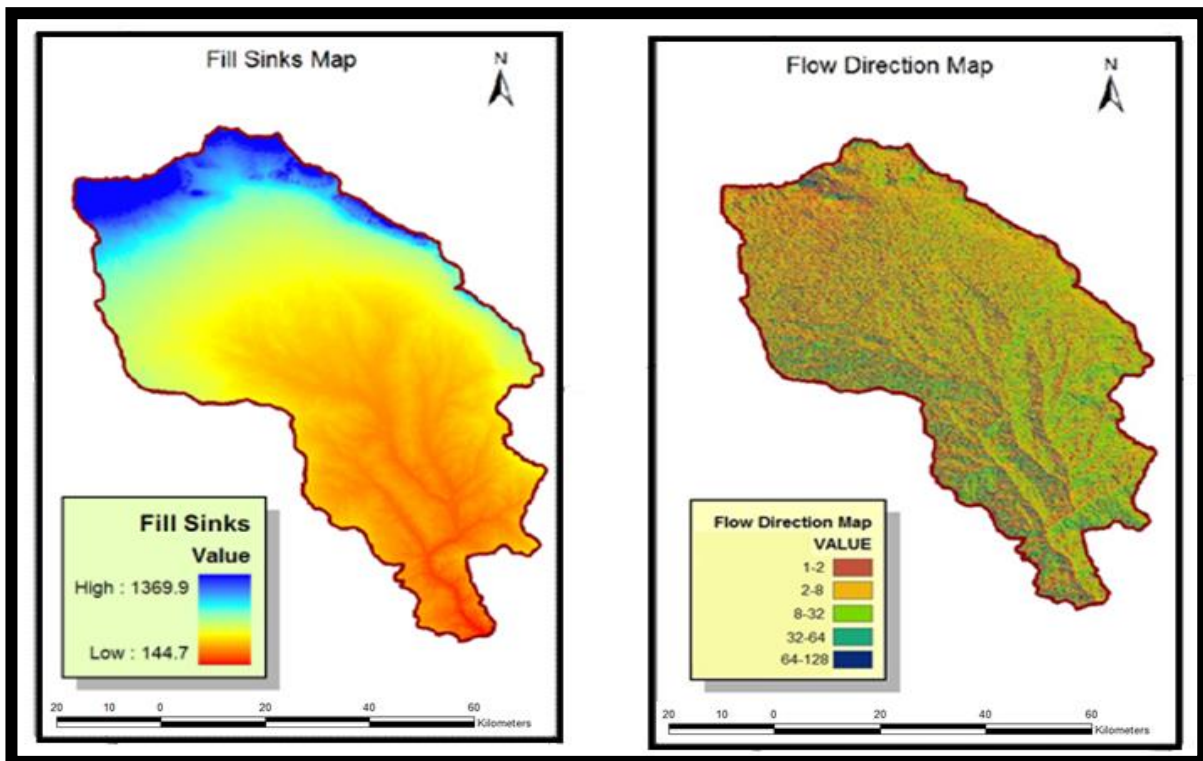 Fill Sinks Map
N
Fill Sinks
Value
High : 1369.9
Low : 144.7
20 10 0 20 40 60
Kilometers
Flow Direction Map
N
Flow Direction Map
VALUE
1-2
2-8
8-32
32-64
64-128
20 10 0 20 40 60
Kilometers